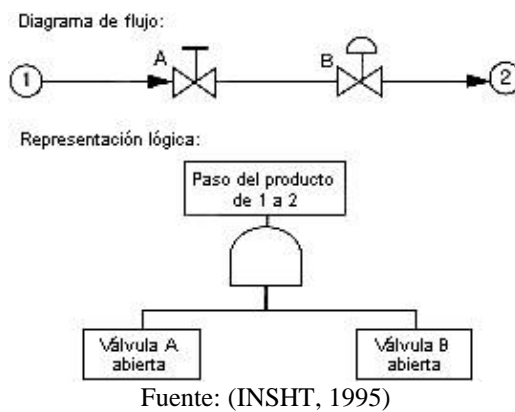 Diagrama de flujo:
A
B
1
2
Representación lógica:
Paso del producto
de 1 a 2
Válvula A
abierta
Válvula B
abierta
Fuente: (INSHT, 1995)